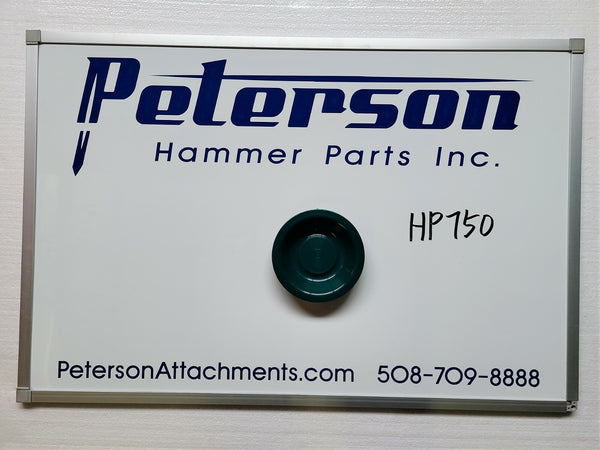 Peterson
Hammer Parts Inc.
HP750
PetersonAttachments.com 508-709-8888